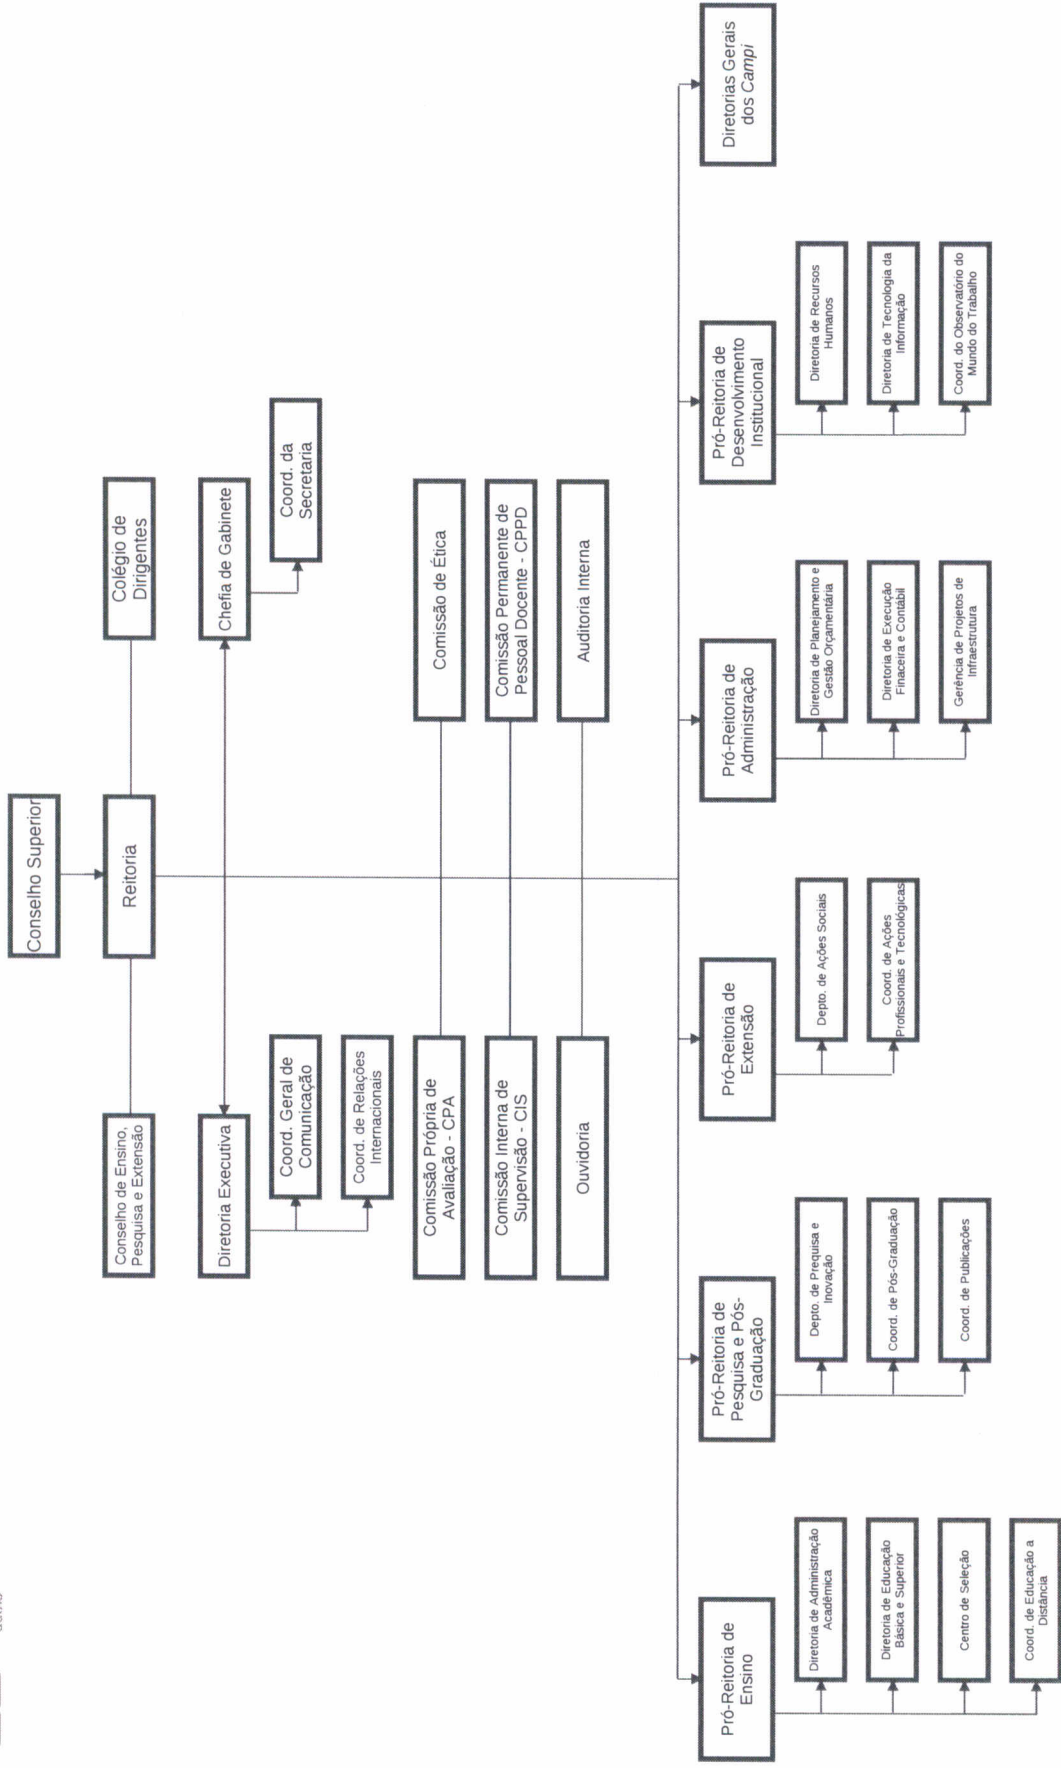 GOIÁS
Conselho Superior
Conselho de Ensino,
Pesquisa e Extensão
Reitoria
Colégio de
Dirigentes
Diretoria Executiva
Chefia de Gabinete
Coord. Geral de
Comunicação
Coord. da
Secretaria
Coord. de Relações
Internacionais
Comissão Própria de
Avaliação - CPA
Comissão de Ética
Comissão Interna de
Supervisão - CIS
Comissão Permanente de
Pessoal Docente - CPPD
Ouvidoria
Auditoria Interna
Pró-Reitoria de
Ensino
Pró-Reitoria de
Pesquisa e Pós-
Graduação
Pró-Reitoria de
Extensão
Pró-Reitoria de
Administração
Pró-Reitoria de
Desenvolvimento
Institucional
Diretorias Gerais
dos Campi
Diretoria de Administração
Acadêmica
Diretoria de Educação
Básica e Superior
Centro de Seleção
Coord. de Educação a
Distância
Depto. de Prequisa e
Inovação
Coord. de Pós-Graduação
Coord. de Publicações
Depto. de Ações Sociais
Coord. de Ações
Profissionais e Tecnológicas
Diretoria de Planejamento e
Gestão Orçamentária
Diretoria de Execução
Finaceira e Contábil
Gerência de Projetos de
Infraestrutura
Diretoria de Recursos
Humanos
Diretoria de Tecnologia da
Informação
Coord. do Observatório do
Mundo do Trabalho